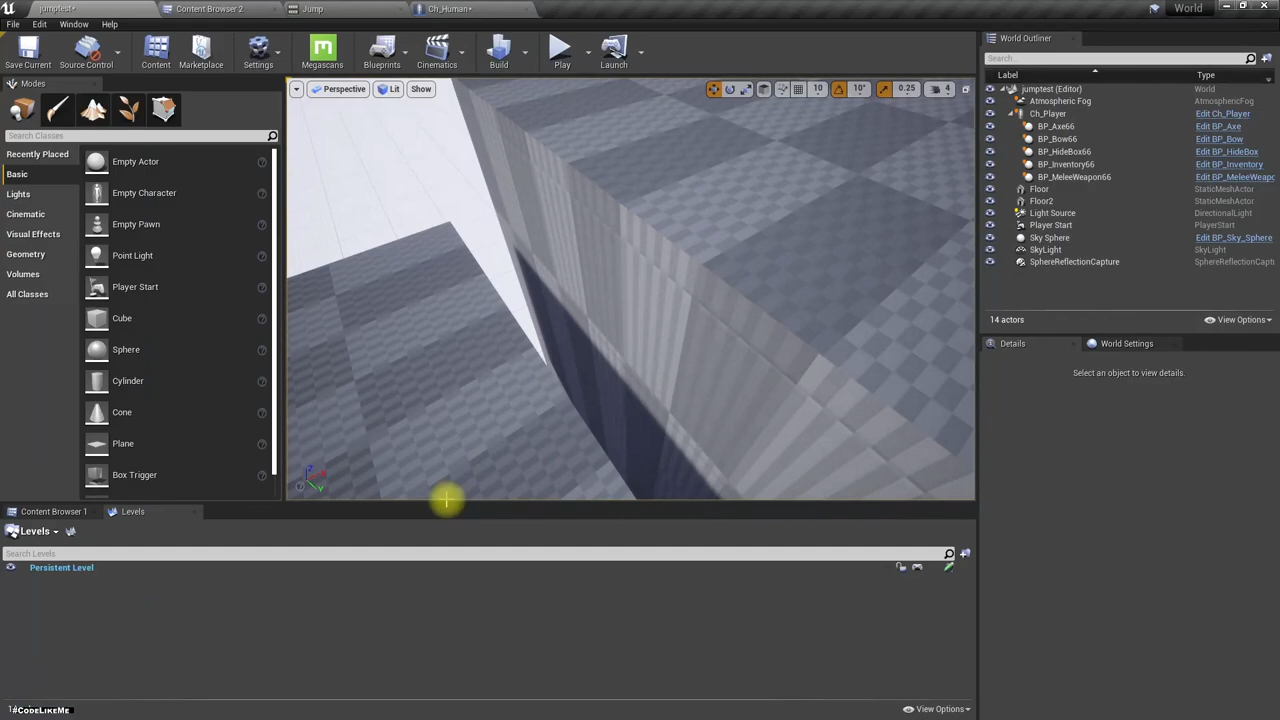 jumptest*
Content Browser 2
Jump
Ch_Human*
World
File
Edit
Window
Help
Save Current
Source Control
Content
Marketplace
Settings
Megascans
Blueprints
Cinematics
Build
Play
Launch
Modes
Search Classes
Recently Placed
Basic
Lights
Cinematic
Visual Effects
Geometry
Volumes
All Classes
Empty Actor
Empty Character
Empty Pawn
Point Light
Player Start
Cube
Sphere
Cylinder
Cone
Plane
Box Trigger
Perspective
Lit
Show
10
10°
0.25
4
Z
X
Y
World Outliner
Search...
Label
Type
jumptest (Editor)
World
Atmospheric Fog
AtmosphericFog
Ch_Player
Edit Ch_Player
BP_Axe66
Edit BP_Axe
BP_Bow66
Edit BP_Bow
BP_HideBox66
Edit BP_HideBox
BP_Inventory66
Edit BP_Inventory
BP_MeleeWeapon66
Edit BP_MeleeWeapo
Floor
StaticMeshActor
Floor2
StaticMeshActor
Light Source
DirectionalLight
Player Start
PlayerStart
Sky Sphere
Edit BP_Sky_Sphere
SkyLight
SkyLight
SphereReflectionCapture
SphereReflectionCaptu
14 actors
View Options
Details
World Settings
Select an object to view details.
Content Browser 1
Levels
Levels
Search Levels
Persistent Level
#CodeLikeMe
View Options